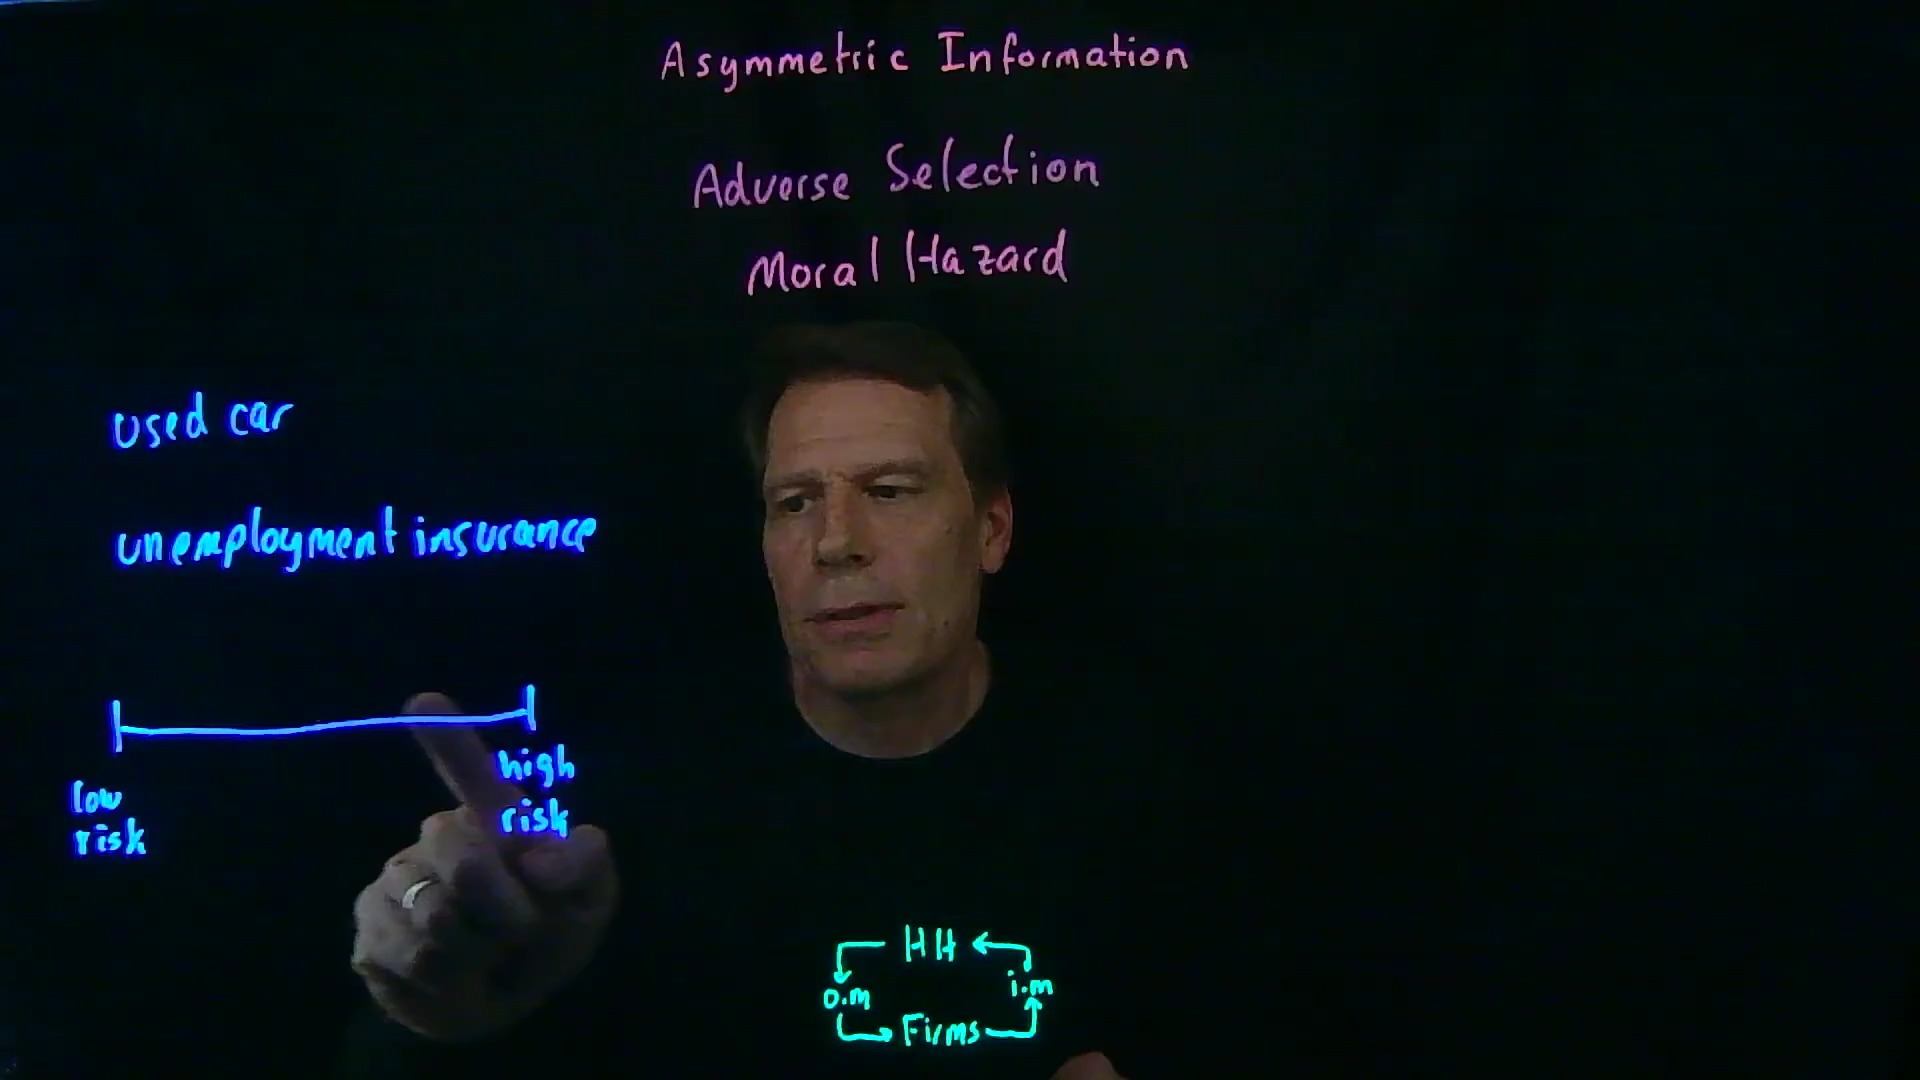 Asymmetric Information
Adverse Selection
Moral Hazard
used car
unemployment insurance
low
risk
high
risk
HH
o.m
i.m
Firms